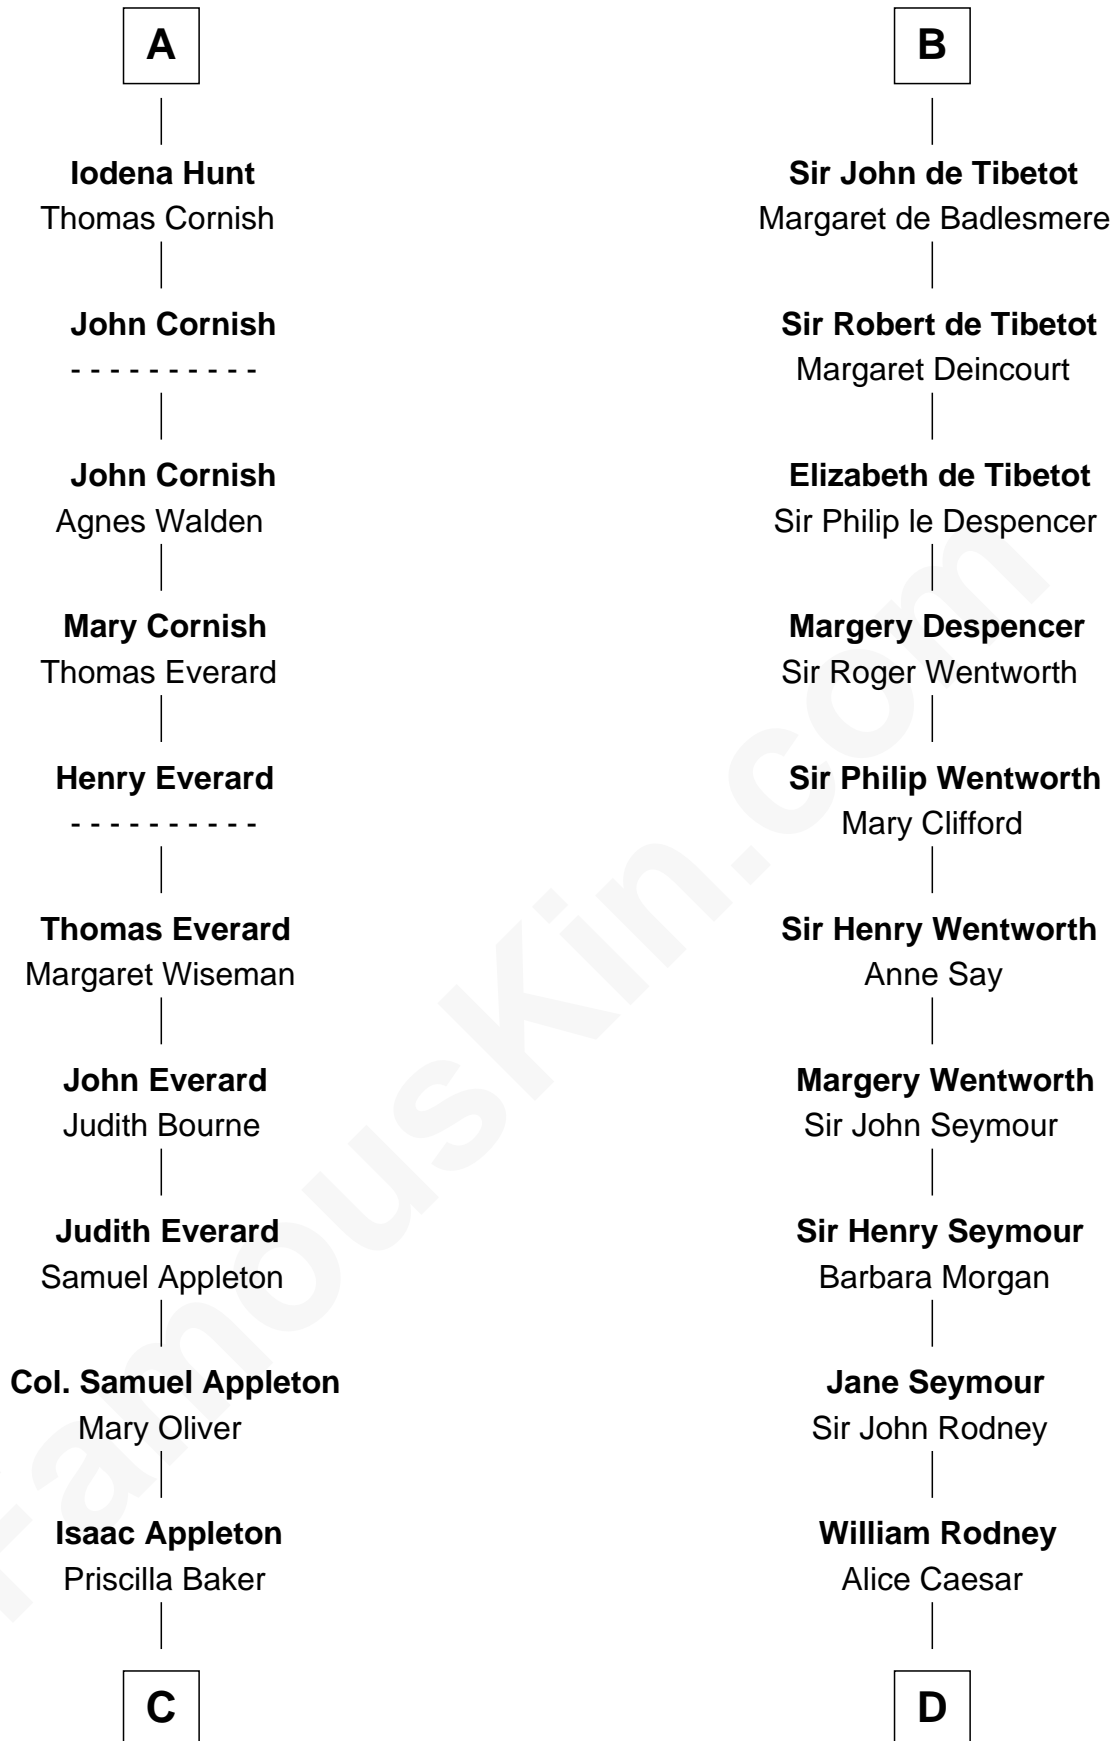 A
Iodena Hunt
Thomas Cornish
John Cornish
- - - - - - - - - -
John Cornish
Agnes Walden
Mary Cornish
Thomas Everard
Henry Everard
- - - - - - - - - -
Thomas Everard
Margaret Wiseman
John Everard
Judith Bourne
Judith Everard
Samuel Appleton
Col. Samuel Appleton
Mary Oliver
Isaac Appleton
Priscilla Baker
C
B
Sir John de Tibetot
Margaret de Badlesmere
Sir Robert de Tibetot
Margaret Deincourt
Elizabeth de Tibetot
Sir Philip le Despencer
Margery Despencer
Sir Roger Wentworth
Sir Philip Wentworth
Mary Clifford
Sir Henry Wentworth
Anne Say
Margery Wentworth
Sir John Seymour
Sir Henry Seymour
Barbara Morgan
Jane Seymour
Sir John Rodney
William Rodney
Alice Caesar
D
FamousKin.com